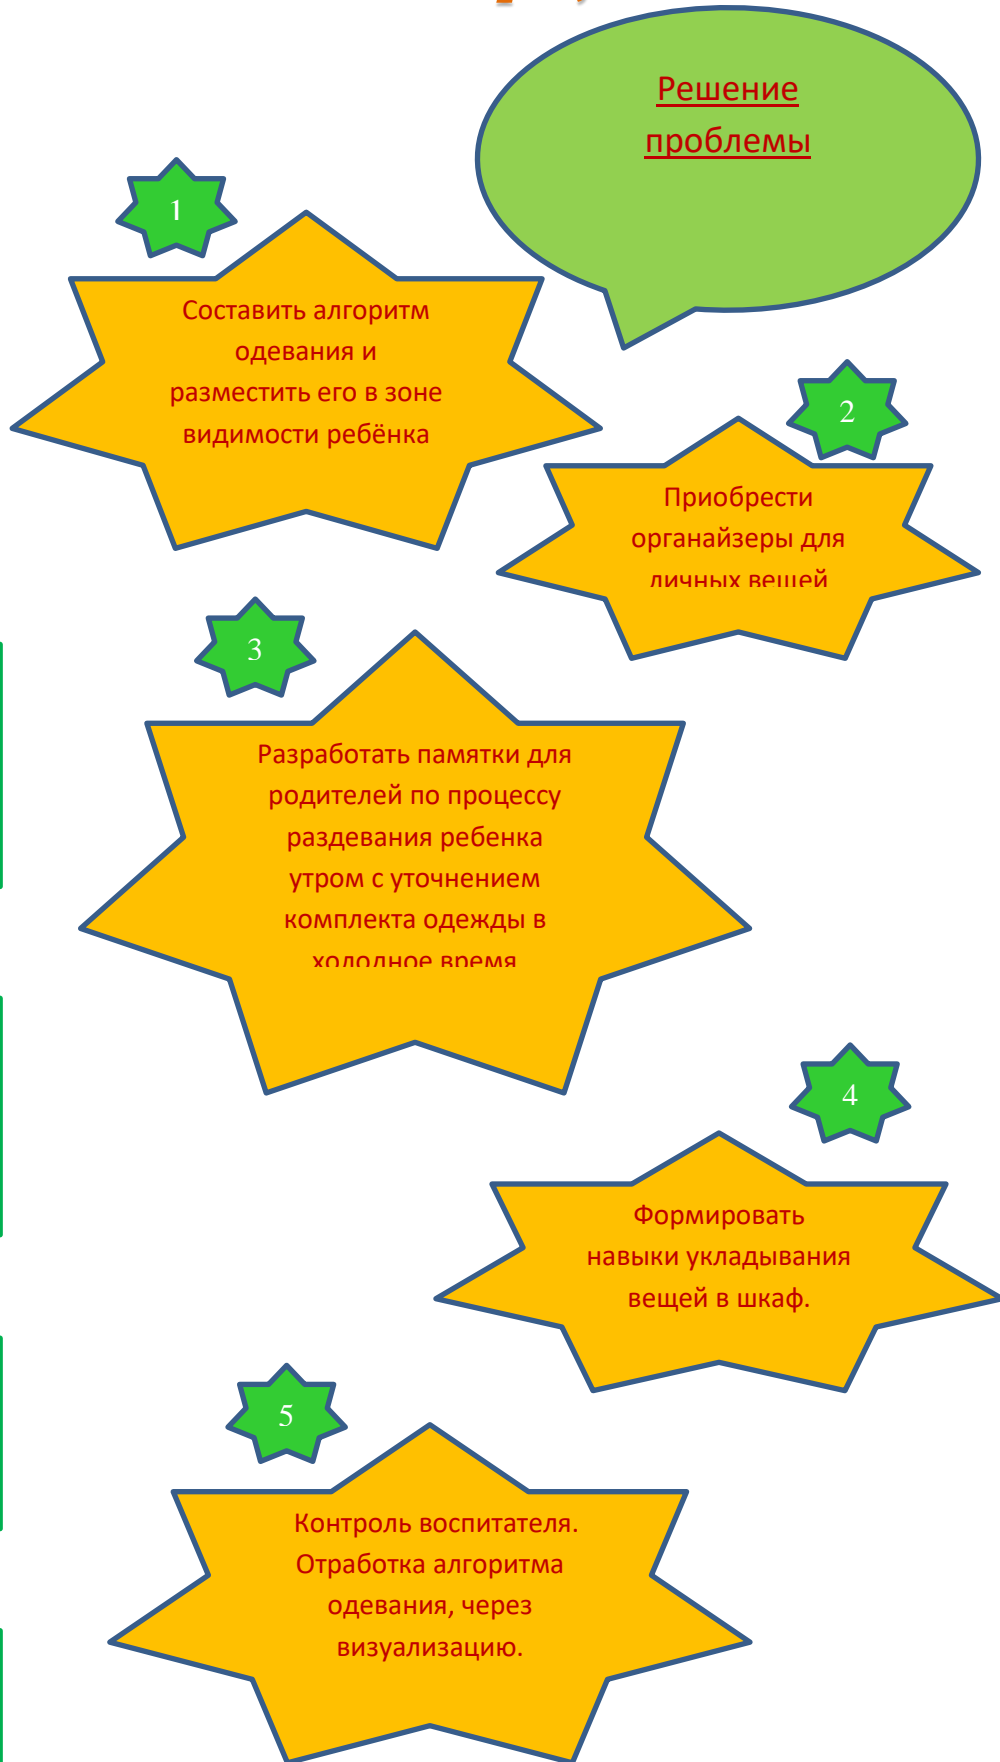 Решение
проблемы
1
Составить алгоритм
одевания и
разместить его в зоне
видимости ребёнка
2
Приобрести
органайзеры для
личных вещей
3
Разработать памятки для
родителей по процессу
раздевания ребенка
утром с уточнением
комплекта одежды в
холодное время
4
Формировать
навыки укладывания
вещей в шкаф.
5
Контроль воспитателя.
Отработка алгоритма
одевания, через
визуализацию.